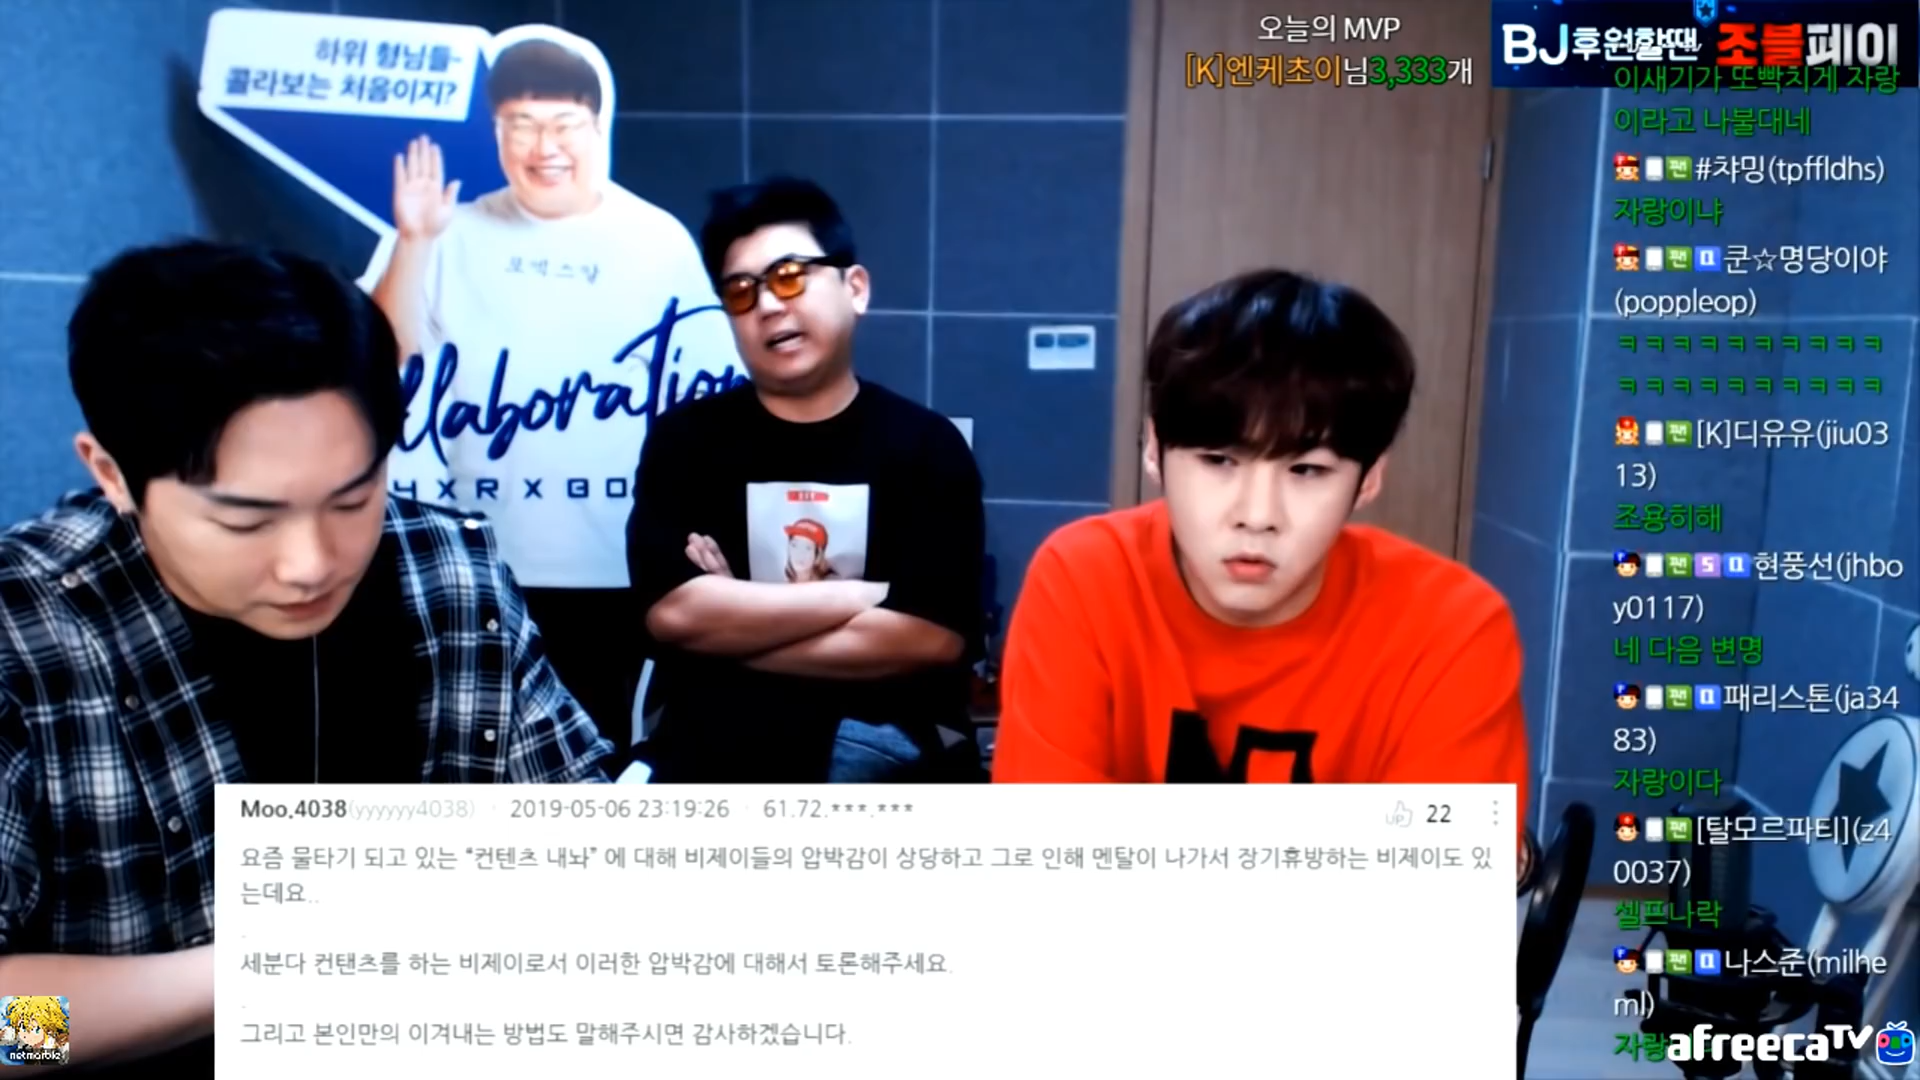 하위 형님들-
콜라보는 처음이지?
로벅스당
Collaboration
오늘의 MVP
[K]엔케초이님3,333개
BJ후원할땐 조블페이
이새기가 또빡치게 자랑
이라고 나불대네
#챠밍(tpffldhs)
자랑이냐
쿤☆명당이야
(poppleop)
ㅋㅋㅋㅋㅋㅋㅋㅋㅋㅋ
ㅋㅋㅋㅋㅋㅋㅋㅋㅋㅋ
[K]디유유(jiu03
13)
조용히해
현풍선(jhbo
y0117)
네 다음 변명
패리스톤(ja34
83)
자랑이다
[탈모르파티](z4
0037)
셀프나락
나스준(milhe
ml)
자랑
afreecaTV
Moo.4038(yyyyyy4038) · 2019-05-06 23:19:26 · 61.72.***.***
UP 22
요즘 물타기 되고 있는 “컨텐츠 내놔” 에 대해 비제이들의 압박감이 상당하고 그로 인해 멘탈이 나가서 장기휴방하는 비제이도 있
는데요..
.
세분다 컨탠츠를 하는 비제이로서 이러한 압박감에 대해서 토론해주세요.
.
그리고 본인만의 이겨내는 방법도 말해주시면 감사하겠습니다.
netmarble